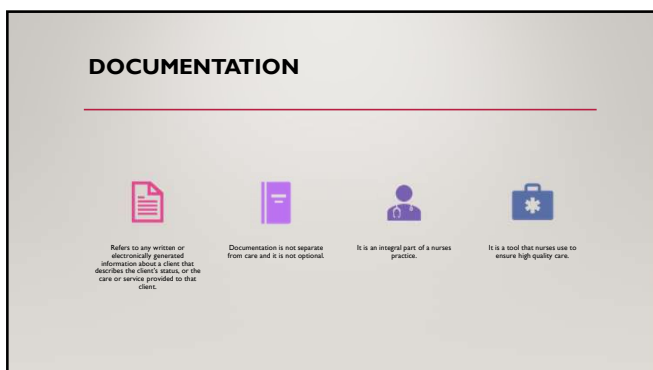 DOCUMENTATION
Refers to any written or
electronically generated
information about a client that
describes the client's status, or the
care or service provided to that
client.
Documentation is not separate
from care and it is not optional.
It is an integral part of a nurses
practice.
It is a tool that nurses use to
ensure high quality care.